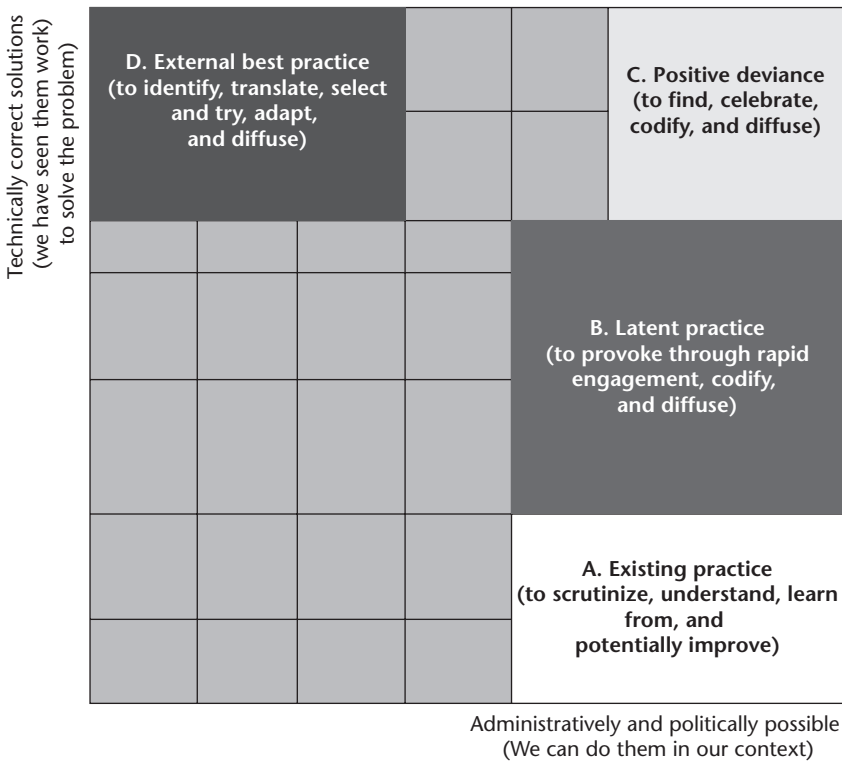 Technically correct solutions
(we have seen them work)
to solve the problem)
D. External best practice
(to identify, translate, select
and try, adapt,
and diffuse)
C. Positive deviance
(to find, celebrate,
codify, and diffuse)
B. Latent practice
(to provoke through rapid
engagement, codify,
and diffuse)
A. Existing practice
(to scrutinize, understand, learn
from, and
potentially improve)
Administratively and politically possible
(We can do them in our context)